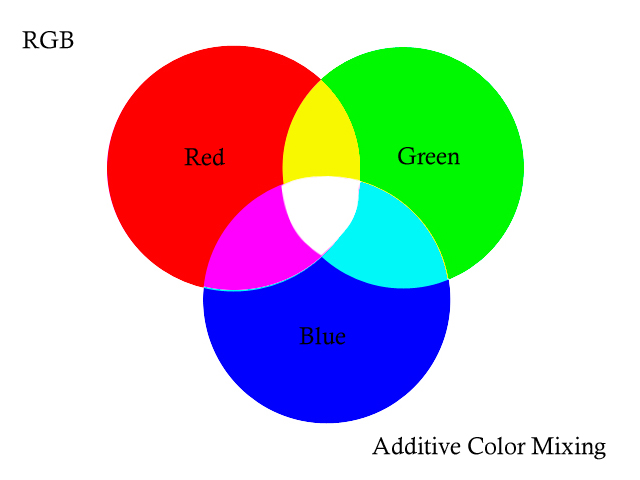 RGB
Red
Green
Blue
Additive Color Mixing